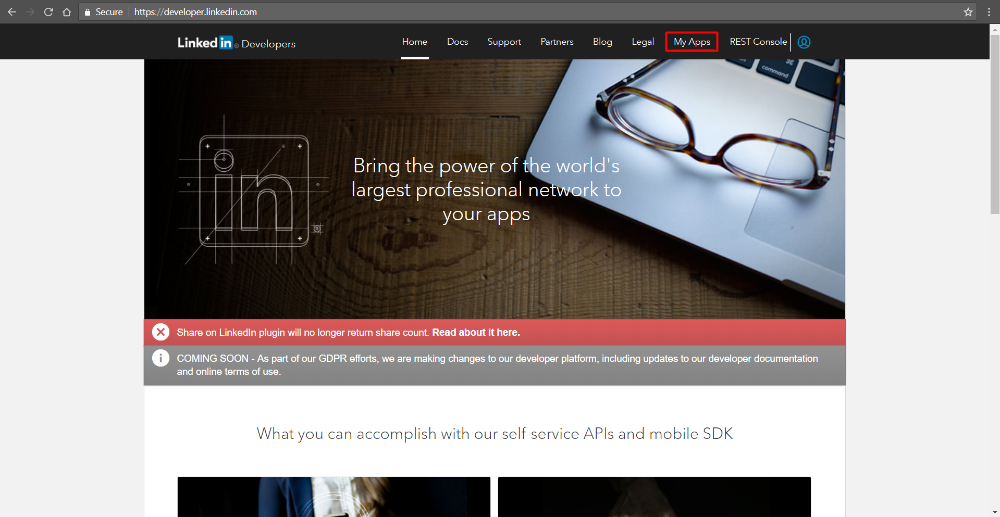 Secure https://developer.linkedin.com
Linked in ® Developers
Home Docs Support Partners Blog Legal My Apps REST Console
⌘
command
in ®
Bring the power of the world's
largest professional network to
your apps
Share on LinkedIn plugin will no longer return share count. Read about it here.
COMING SOON - As part of our GDPR efforts, we are making changes to our developer platform, including updates to our developer documentation
and online terms of use.
What you can accomplish with our self-service APIs and mobile SDK